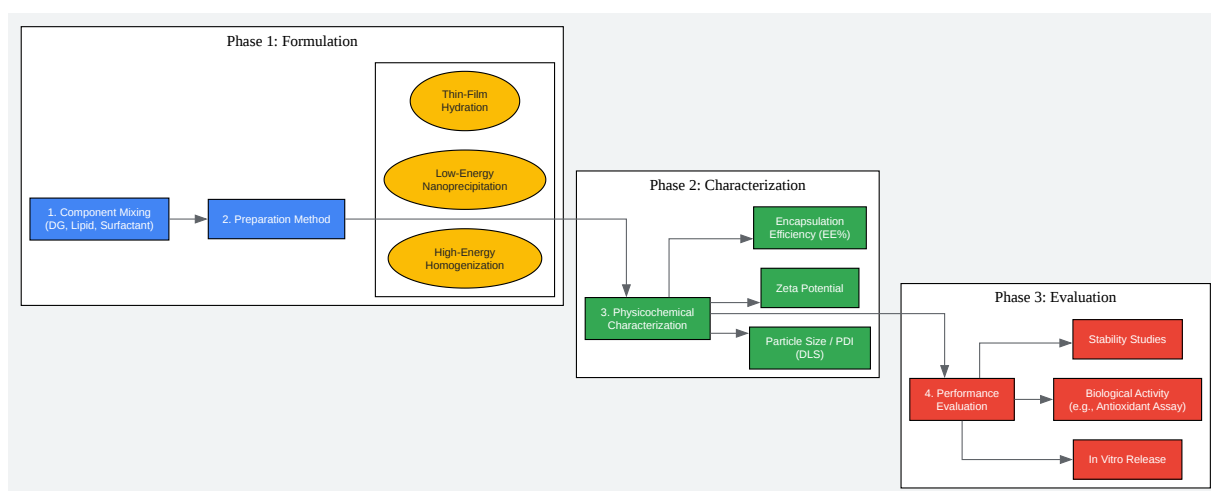 Phase 1: Formulation
Thin-Film
Hydration
Low-Energy
Nanoprecipitation
High-Energy
Homogenization
1. Component Mixing
(DG, Lipid, Surfactant)
2. Preparation Method
Phase 2: Characterization
Encapsulation
Efficiency (EE%)
Zeta Potential
3. Physicochemical
Characterization
Particle Size / PDI
(DLS)
Phase 3: Evaluation
Stability Studies
4. Performance
Evaluation
Biological Activity
(e.g., Antioxidant Assay)
In Vitro Release